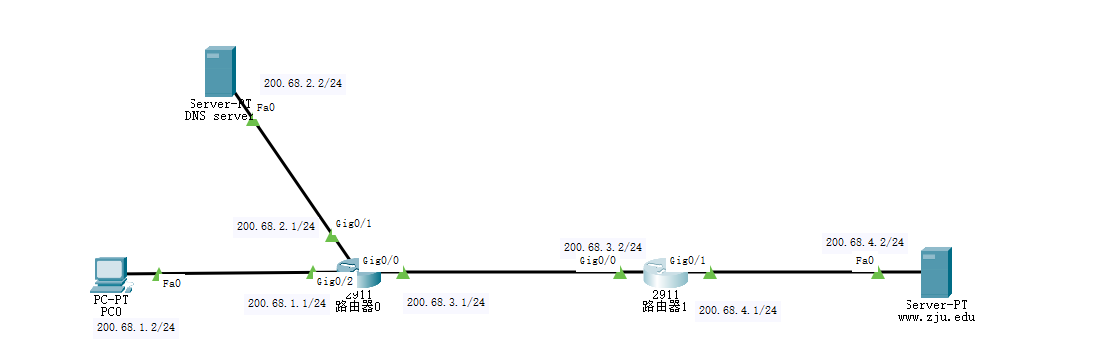 200.68.2.2/24
Server-PT
Fa0
DNS server
200.68.2.1/24
Gig0/1
200.68.3.2/24
200.68.4.2/24
Gig0/0
Gig0/0
Gig0/1
Fa0
Fa0
Gig0/2
PC-PT
PC0
2911
路由器0
2911
路由器1
Server-PT
www.zju.edu
200.68.1.1/24
200.68.3.1/24
200.68.4.1/24
200.68.1.2/24